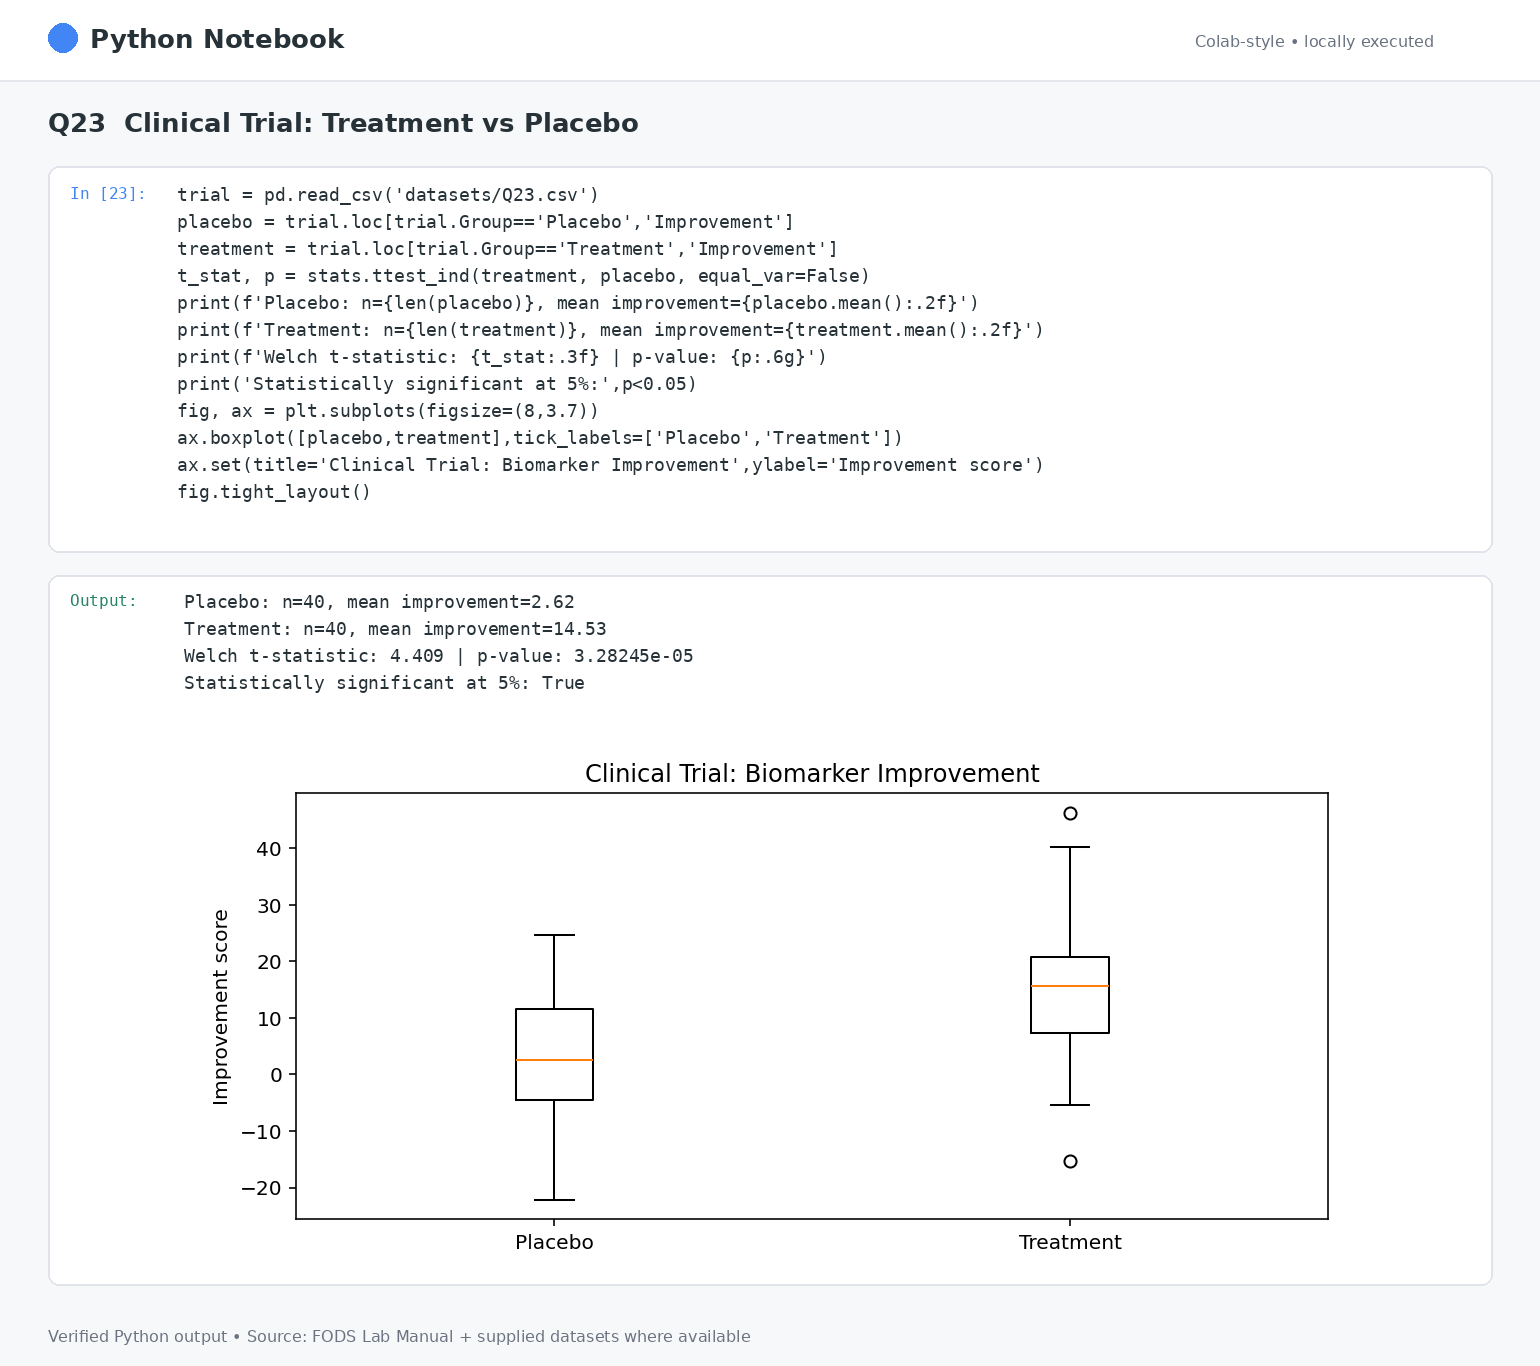 Python Notebook
Colab-style • locally executed
Q23  Clinical Trial: Treatment vs Placebo
In [23]:
trial = pd.read_csv('datasets/Q23.csv')
placebo = trial.loc[trial.Group=='Placebo','Improvement']
treatment = trial.loc[trial.Group=='Treatment','Improvement']
t_stat, p = stats.ttest_ind(treatment, placebo, equal_var=False)
print(f'Placebo: n={len(placebo)}, mean improvement={placebo.mean():.2f}')
print(f'Treatment: n={len(treatment)}, mean improvement={treatment.mean():.2f}')
print(f'Welch t-statistic: {t_stat:.3f} | p-value: {p:.6g}')
print('Statistically significant at 5%:',p<0.05)
fig, ax = plt.subplots(figsize=(8,3.7))
ax.boxplot([placebo,treatment],tick_labels=['Placebo','Treatment'])
ax.set(title='Clinical Trial: Biomarker Improvement',ylabel='Improvement score')
fig.tight_layout()
Output:
Placebo: n=40, mean improvement=2.62
Treatment: n=40, mean improvement=14.53
Welch t-statistic: 4.409 | p-value: 3.28245e-05
Statistically significant at 5%: True
Clinical Trial: Biomarker Improvement
Improvement score
40
30
20
10
0
−10
−20
Placebo
Treatment
Verified Python output • Source: FODS Lab Manual + supplied datasets where available